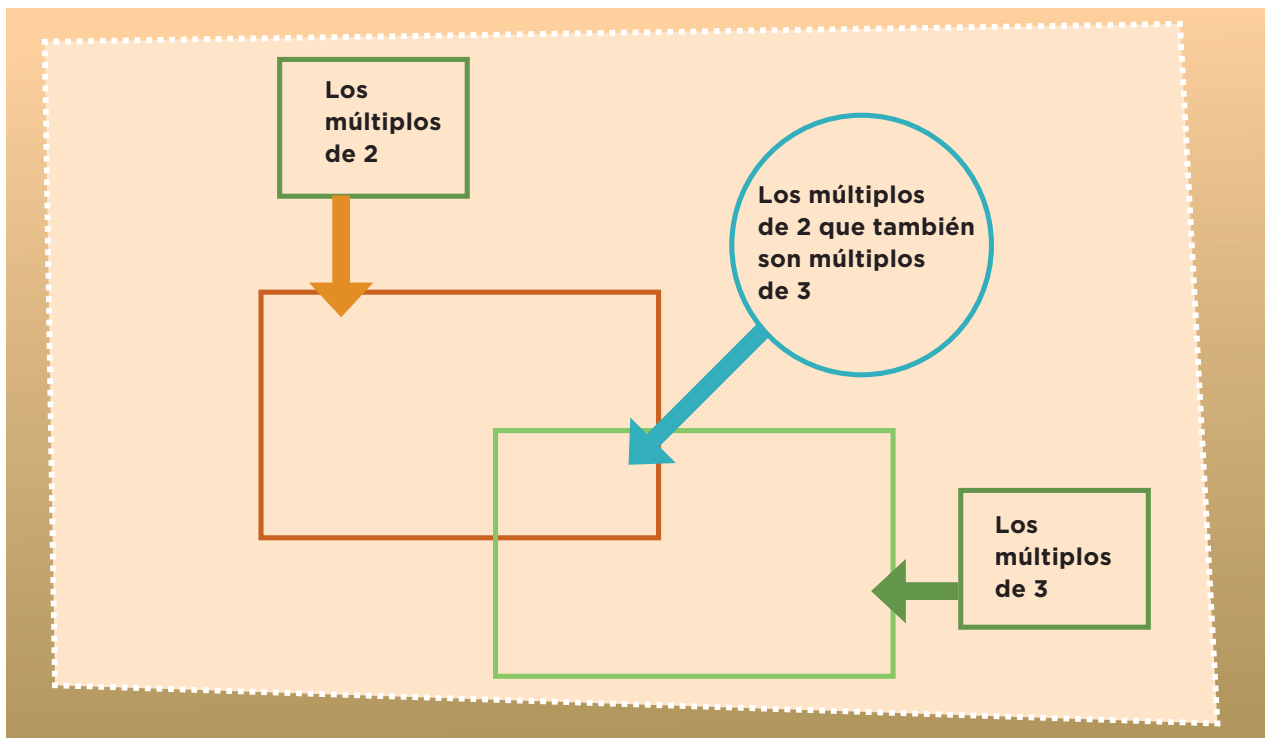 Los
múltiplos
de 2
Los múltiplos
de 2 que también
son múltiplos
de 3
Los
múltiplos
de 3